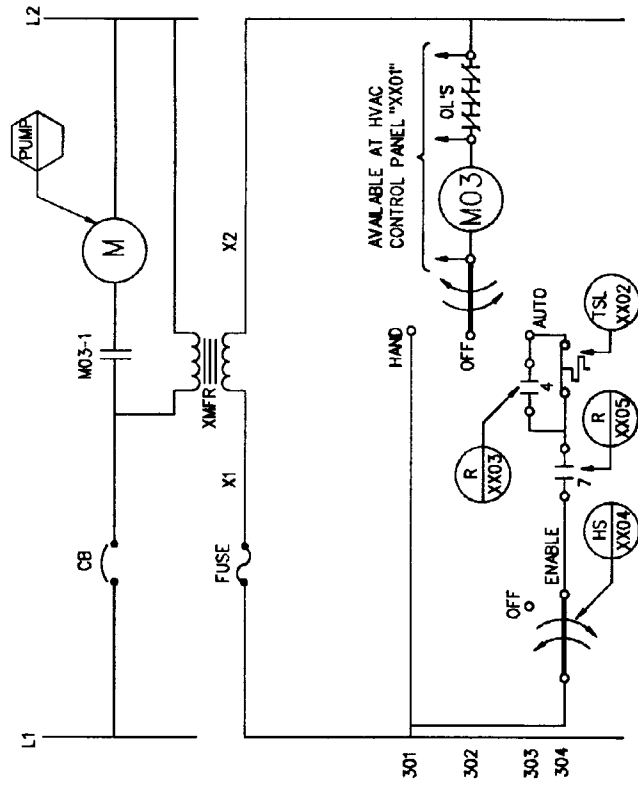 L1
L2
CB
M03-1
M
PUMP
XMFR
FUSE
X1
X2
AVAILABLE AT HVAC
CONTROL PANEL "XX01"
301
HAND
302
OFF
M03
OL'S
303
OFF
R
XX03
4
AUTO
304
ENABLE
7
HS
XX04
R
XX05
TSL
XX02